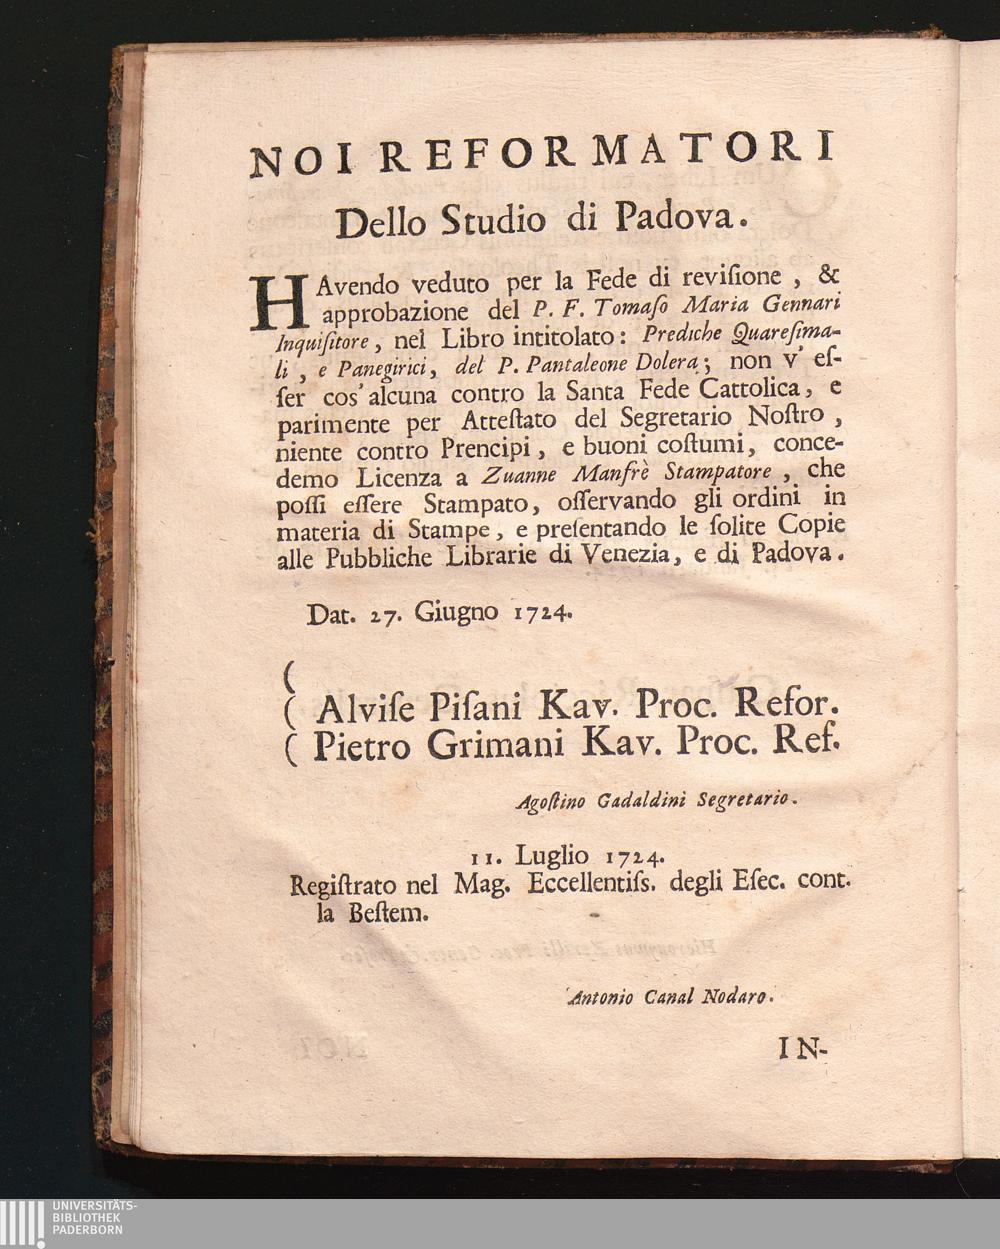 NOI REFORMATORI
Dello Studio di Padova.
HAvendo veduto per la Fede di reviſione , &
approbazione del P. F. Tomaſo Maria Gennari
Inquiſitore, nel Libro intitolato: Prediche Quareſima-
li , e Panegirici, del P. Pantaleone Dolera; non v' eſ-
ſer cos' alcuna contro la Santa Fede Cattolica, e
parimente per Atteſtato del Segretario Noſtro ,
niente contro Prencipi, e buoni coſtumi, conce-
demo Licenza a Zuanne Manfrè Stampatore , che
poſſi eſſere Stampato, oſſervando gli ordini in
materia di Stampe, e preſentando le ſolite Copie
alle Pubbliche Librarie di Venezia, e di Padova.
Dat. 27. Giugno 1724.
(
( Alviſe Piſani Kav. Proc. Refor.
( Pietro Grimani Kav. Proc. Ref.
Agoſtino Gadaldini Segretario.
11. Luglio 1724.
Regiſtrato nel Mag. Eccellentiſs. degli Eſec. cont.
la Beſtem.
Antonio Canal Nodaro.
IN-
UNIVERSITÄTS-
BIBLIOTHEK
PADERBORN